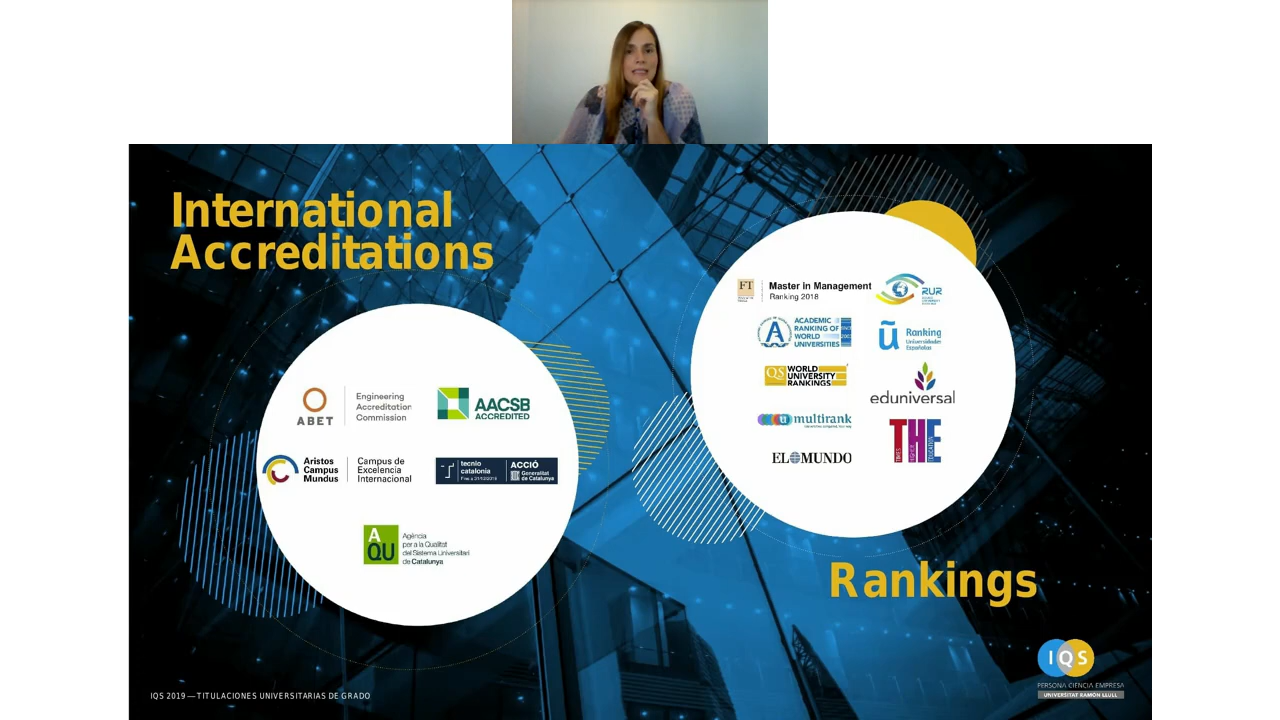 International
Accreditations
ABET
Engineering
Accreditation
Commission
AACSB
ACCREDITED
Aristos
Campus
Mundus
Campus de
Excelencia
Internacional
tecnio
catalonia
ACCIÓ
Generalitat
de Catalunya
AQU
Agència
per a la Qualitat
del Sistema Universitari
de Catalunya
FT
Master in Management
Ranking 2018
RUR
A
ACADEMIC
RANKING OF
WORLD
UNIVERSITIES
ũ
Ranking
Universidades
Españolas
QS
WORLD
UNIVERSITY
RANKINGS
eduniversal
u multirank
THE
TIMES
HIGHER
EDUCATION
EL MUNDO
Rankings
IQS
PERSONA CIENCIA EMPRESA
UNIVERSITAT RAMON LLULL
IQS 2019 — TITULACIONES UNIVERSITARIAS DE GRADO